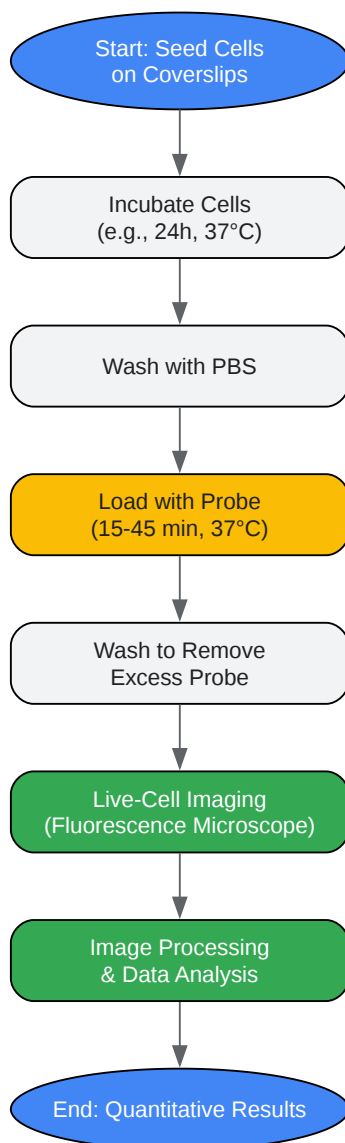 Start: Seed Cells
on Coverslips
Incubate Cells
(e.g., 24h, 37°C)
Wash with PBS
Load with Probe
(15-45 min, 37°C)
Wash to Remove
Excess Probe
Live-Cell Imaging
(Fluorescence Microscope)
Image Processing
& Data Analysis
End: Quantitative Results